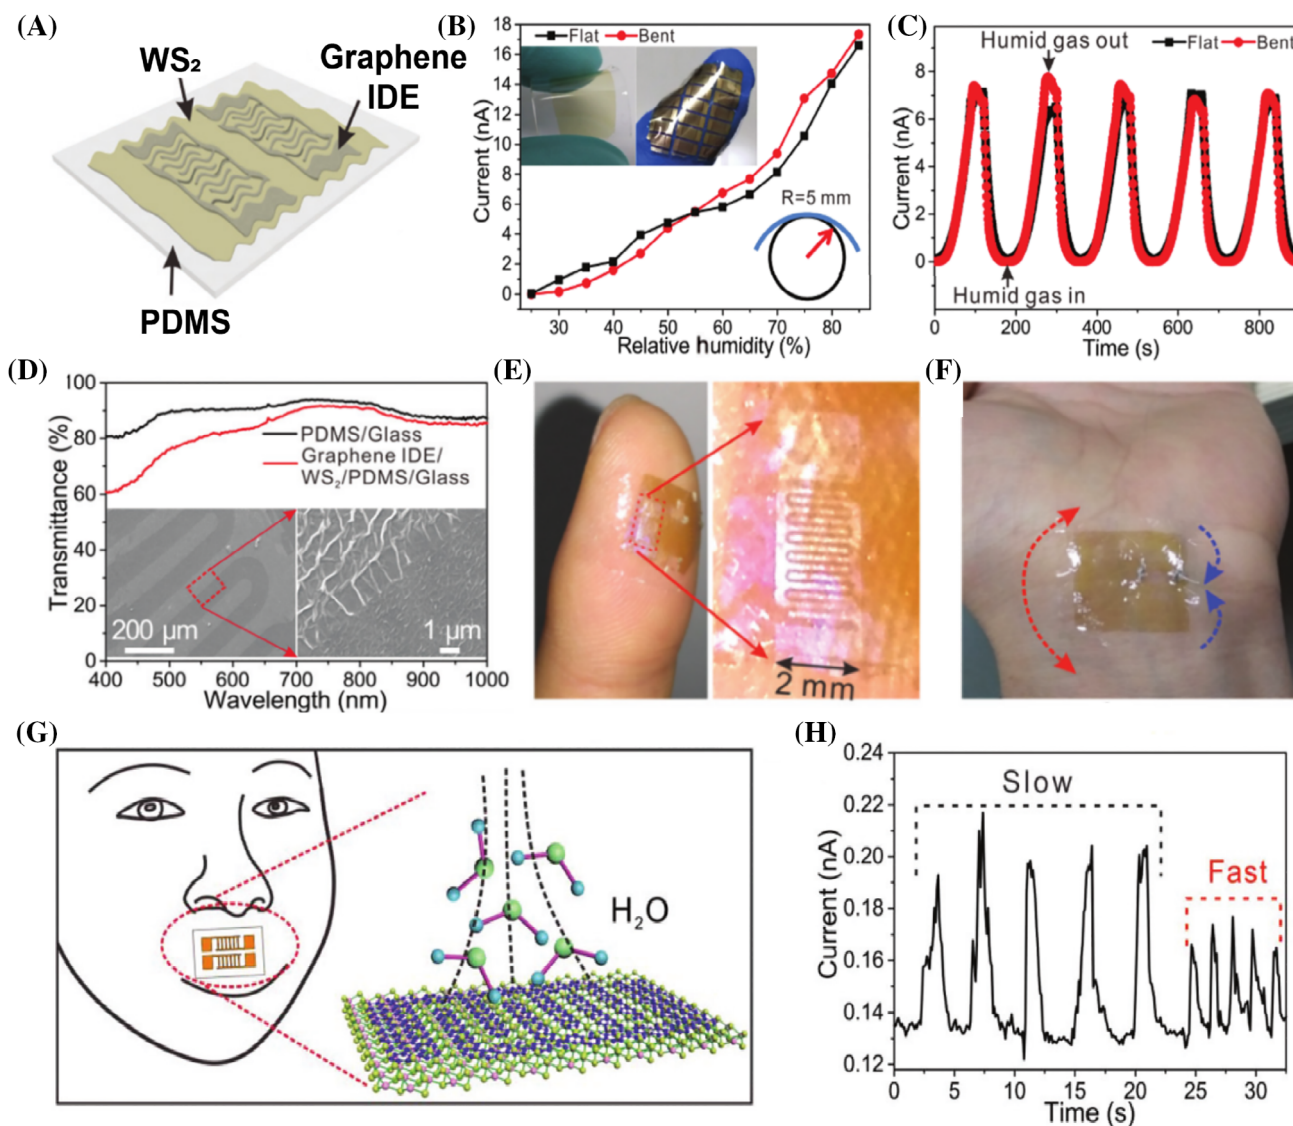 (A)
WS₂
Graphene
IDE
PDMS
(B)
Flat Bent
18
16
14
12
10
8
6
4
2
0
Current (nA)
R=5 mm
30 40 50 60 70 80
Relative humidity (%)
(C)
Humid gas out
Flat Bent
8
6
4
2
0
Current (nA)
Humid gas in
0 200 400 600 800
Time (s)
(D)
100
80
60
40
20
0
Transmittance (%)
PDMS/Glass
Graphene IDE/
WS₂/PDMS/Glass
200 μm
1 μm
400 500 600 700 800 900 1000
Wavelength (nm)
(E)
2 mm
(F)
(G)
H₂O
(H)
0.24
0.22
0.20
0.18
0.16
0.14
0.12
Current (nA)
Slow
Fast
0 5 10 15 20 25 30
Time (s)